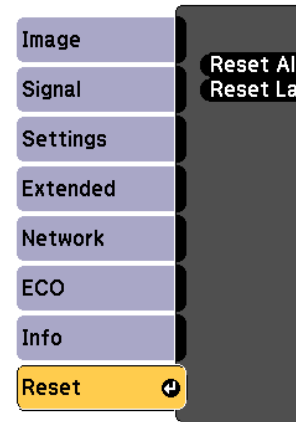 Image
Signal
Settings
Extended
Network
ECO
Info
Reset
Reset Al
Reset La